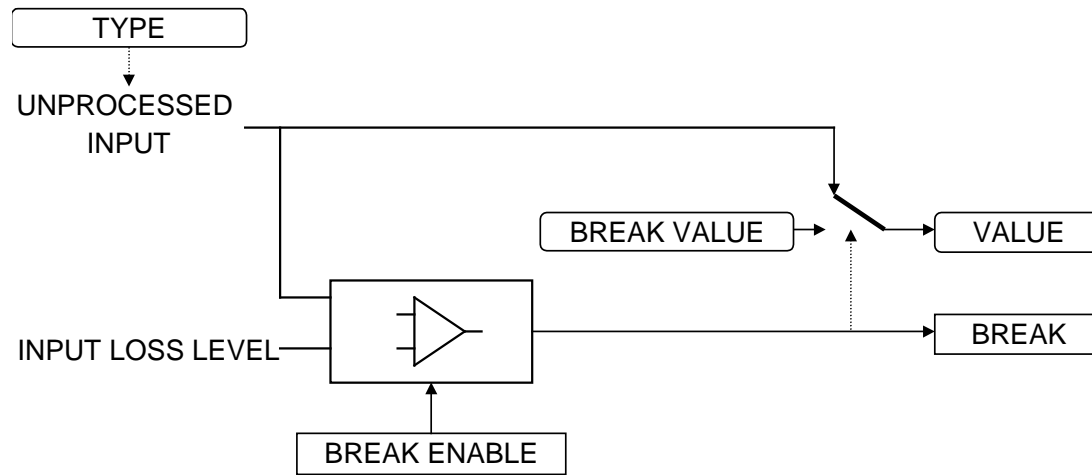 TYPE
UNPROCESSED
INPUT
BREAK VALUE
VALUE
INPUT LOSS LEVEL
BREAK
BREAK ENABLE